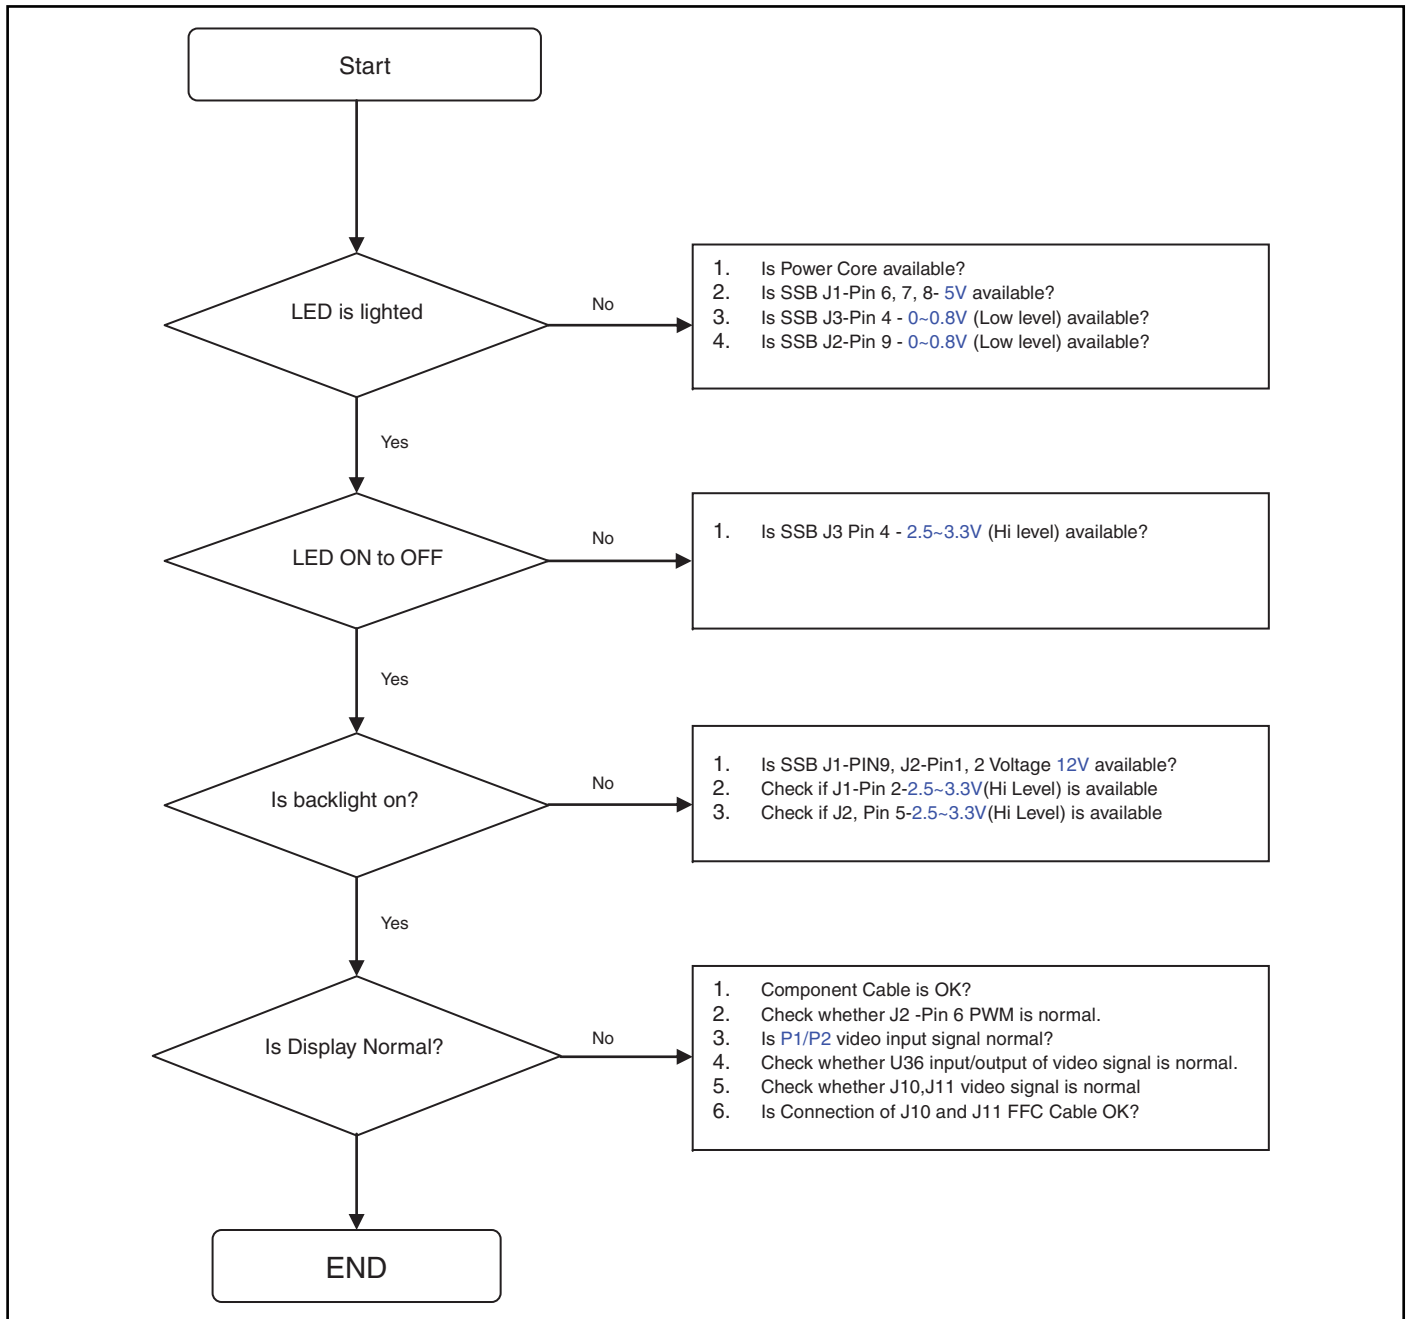 Start
LED is lighted
No
1. Is Power Core available?
2. Is SSB J1-Pin 6, 7, 8- 5V available?
3. Is SSB J3-Pin 4 - 0~0.8V (Low level) available?
4. Is SSB J2-Pin 9 - 0~0.8V (Low level) available?
Yes
LED ON to OFF
No
1. Is SSB J3 Pin 4 - 2.5~3.3V (Hi level) available?
Yes
Is backlight on?
No
1. Is SSB J1-PIN9, J2-Pin1, 2 Voltage 12V available?
2. Check if J1-Pin 2-2.5~3.3V(Hi Level) is available
3. Check if J2, Pin 5-2.5~3.3V(Hi Level) is available
Yes
Is Display Normal?
No
1. Component Cable is OK?
2. Check whether J2 -Pin 6 PWM is normal.
3. Is P1/P2 video input signal normal?
4. Check whether U36 input/output of video signal is normal.
5. Check whether J10,J11 video signal is normal
6. Is Connection of J10 and J11 FFC Cable OK?
END